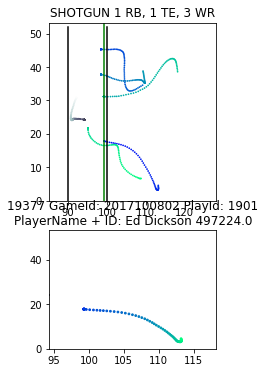 SHOTGUN 1 RB, 1 TE, 3 WR
50
40
30
20
10
0
90 100 110 120
19377 GameId: 2017100802 PlayId: 1901
PlayerName + ID: Ed Dickson 497224.0
40
20
0
95 100 105 110 115